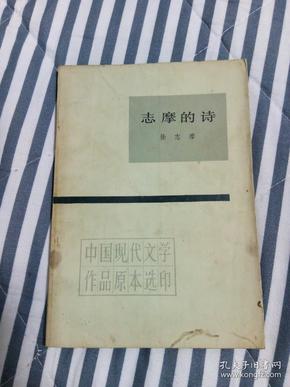 志摩的诗
徐志摩
中国现代文学
作品原本选印
孔夫子旧书网